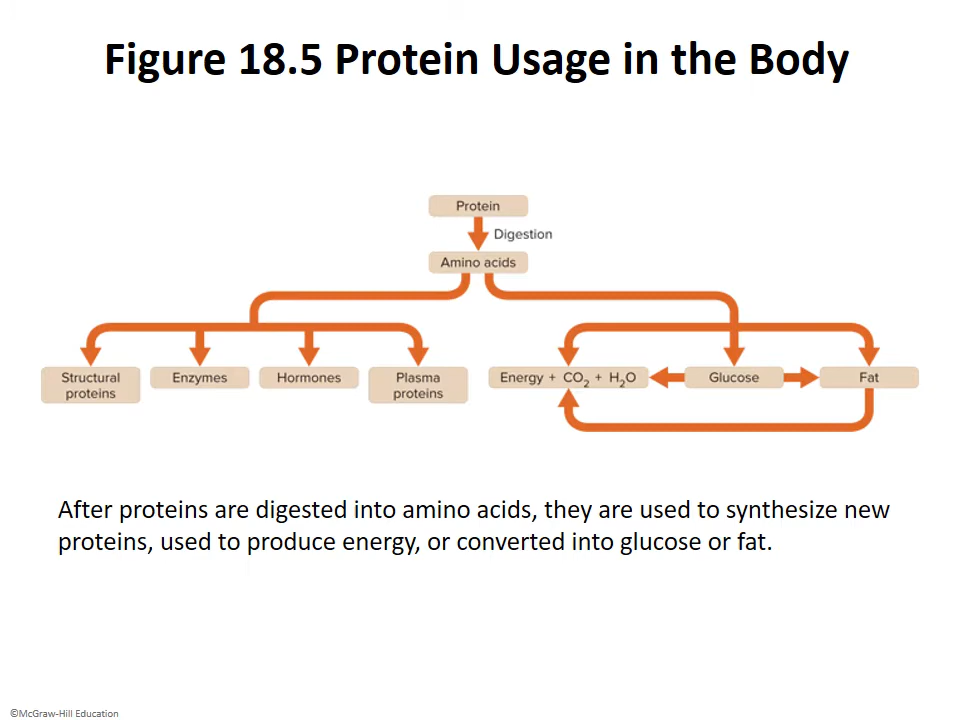 Figure 18.5 Protein Usage in the Body
Protein
Digestion
Amino acids
Structural
proteins
Enzymes
Hormones
Plasma
proteins
Energy + CO₂ + H₂O
Glucose
Fat
After proteins are digested into amino acids, they are used to synthesize new
proteins, used to produce energy, or converted into glucose or fat.
©McGraw-Hill Education